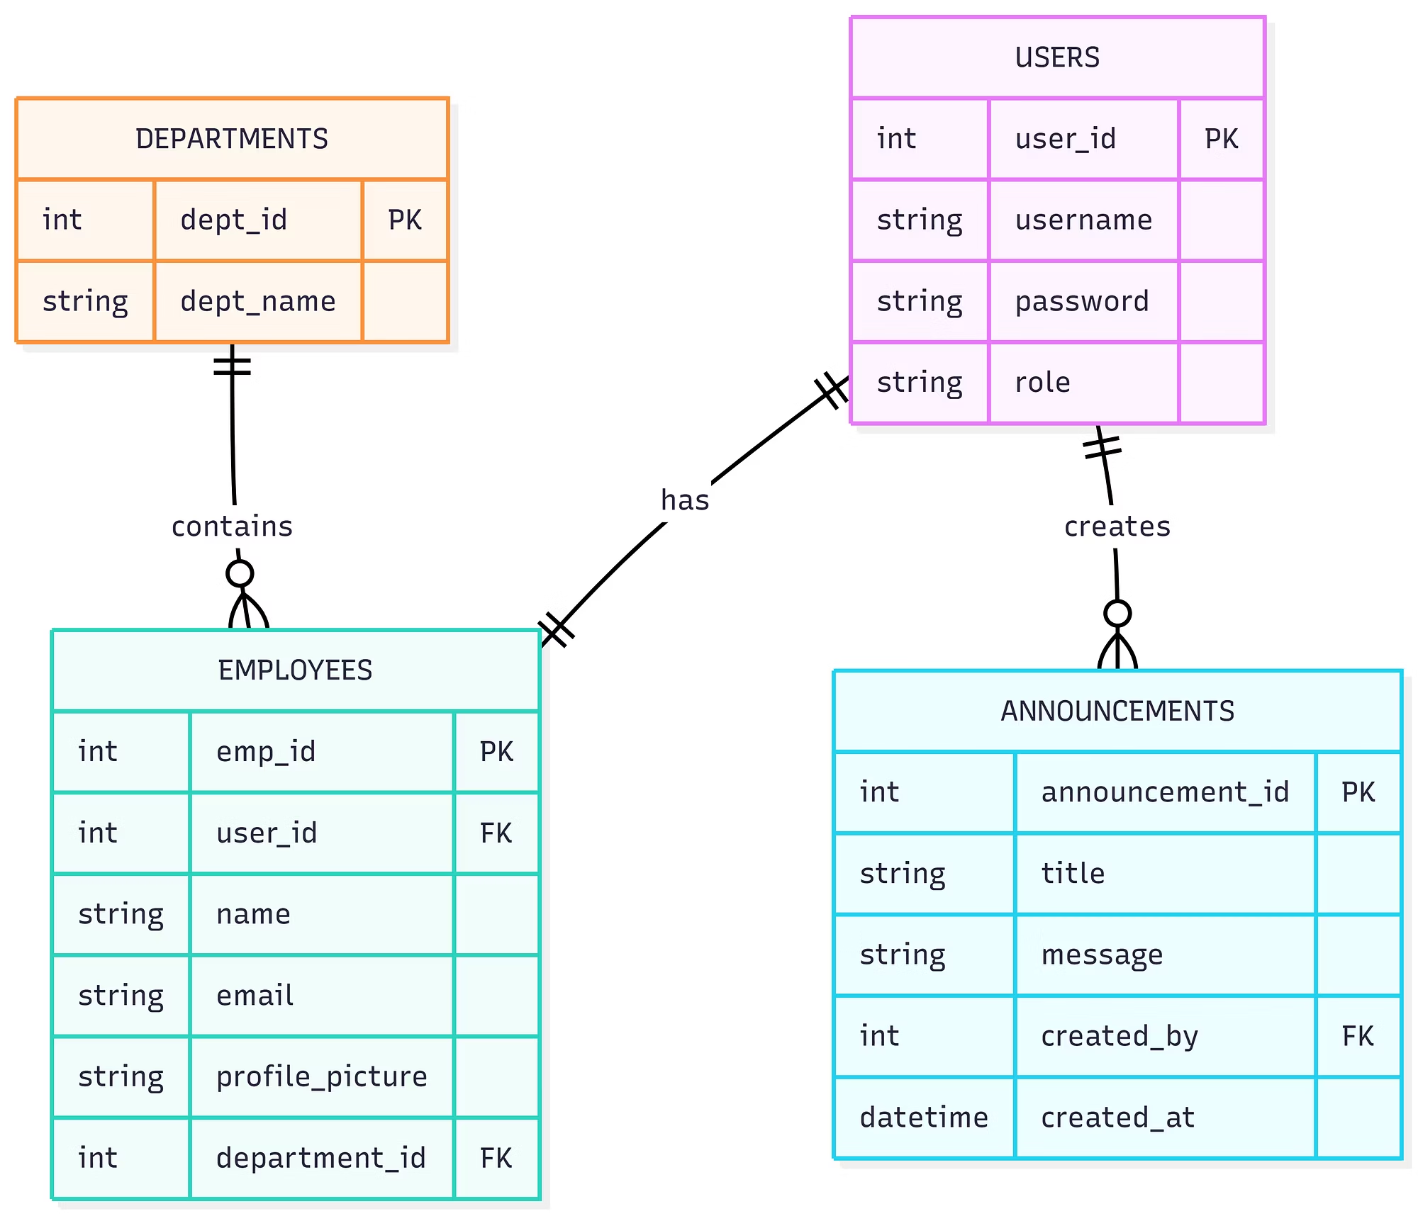 DEPARTMENTS
int dept_id PK
string dept_name
USERS
int user_id PK
string username
string password
string role
contains
has
creates
EMPLOYEES
int emp_id PK
int user_id FK
string name
string email
string profile_picture
int department_id FK
ANNOUNCEMENTS
int announcement_id PK
string title
string message
int created_by FK
datetime created_at